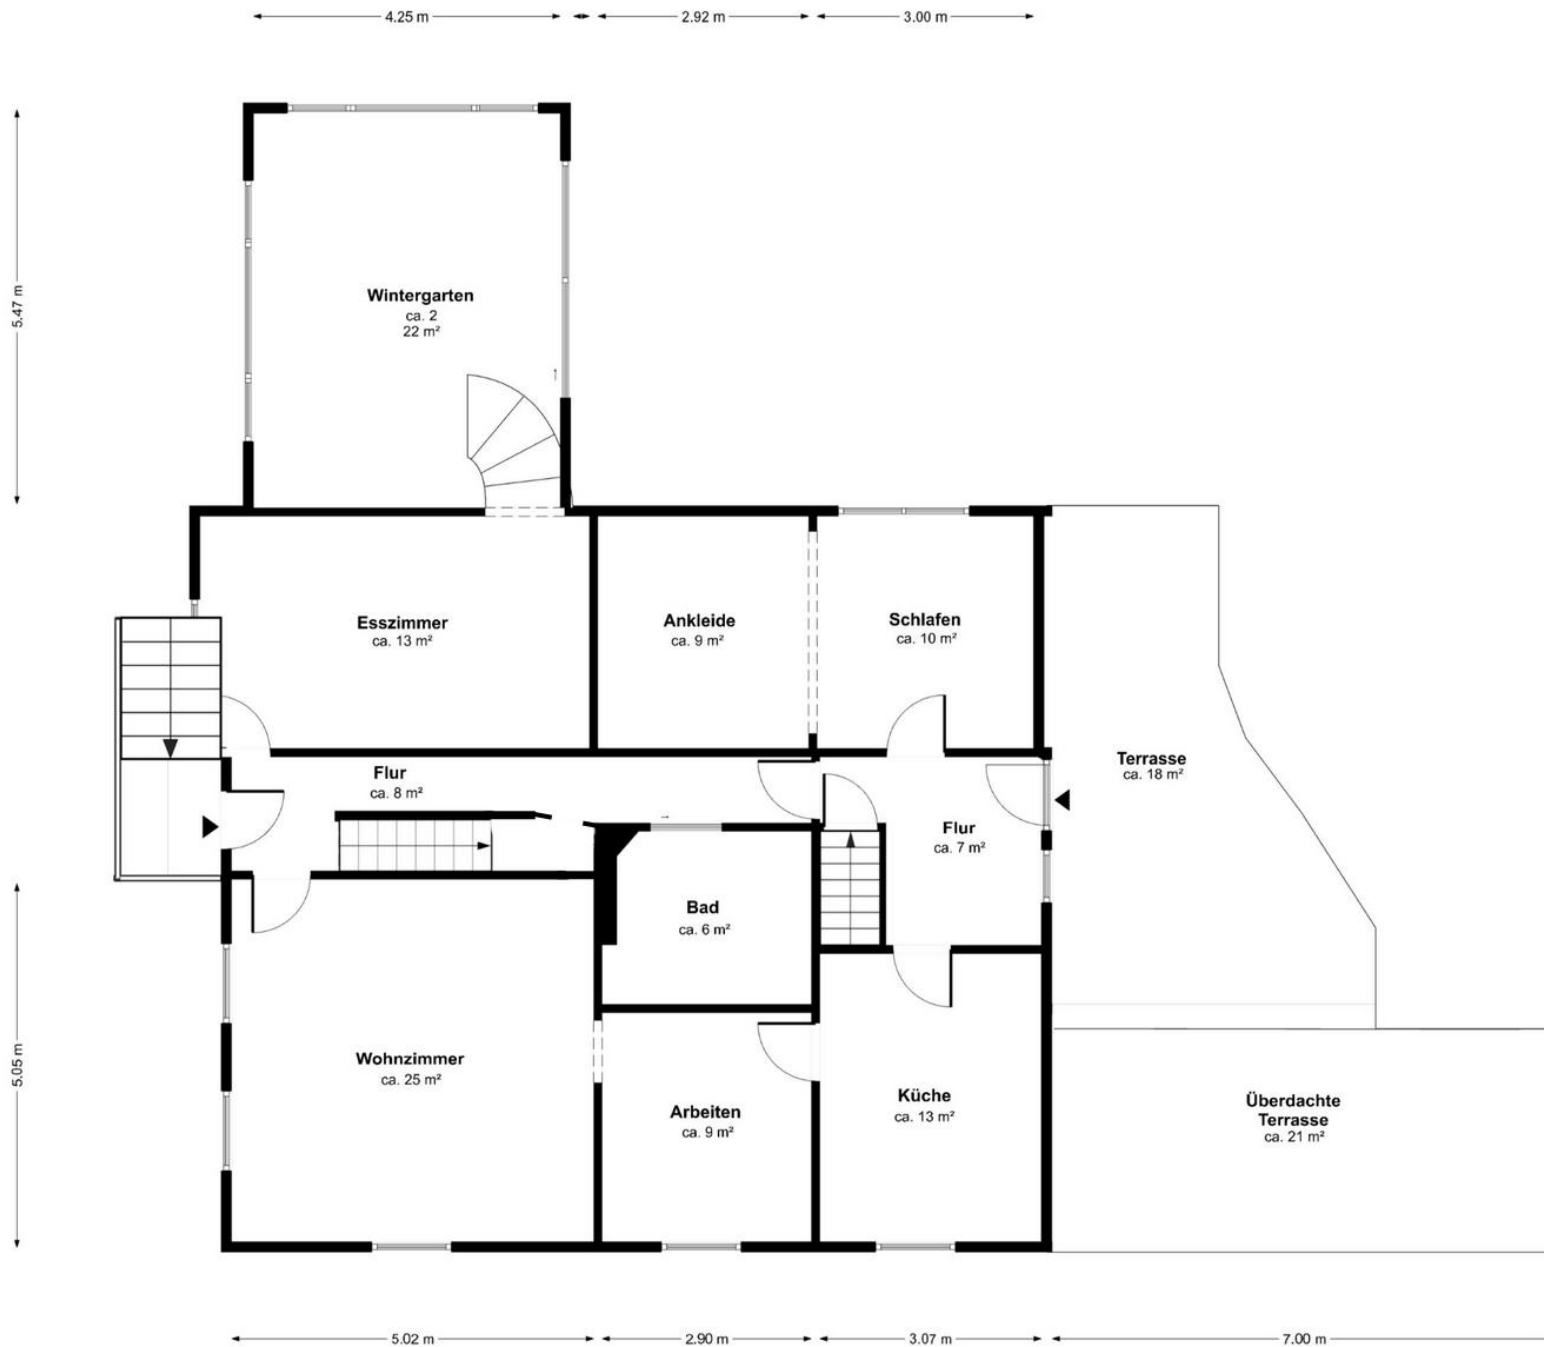 4.25 m
2.92 m
3.00 m
5.47 m
Wintergarten
ca. 2
22 m²
Esszimmer
ca. 13 m²
Ankleide
ca. 9 m²
Schlafen
ca. 10 m²
Terrasse
ca. 18 m²
Flur
ca. 8 m²
Flur
ca. 7 m²
Bad
ca. 6 m²
5.05 m
Wohnzimmer
ca. 25 m²
Arbeiten
ca. 9 m²
Küche
ca. 13 m²
Überdachte
Terrasse
ca. 21 m²
5.02 m
2.90 m
3.07 m
7.00 m